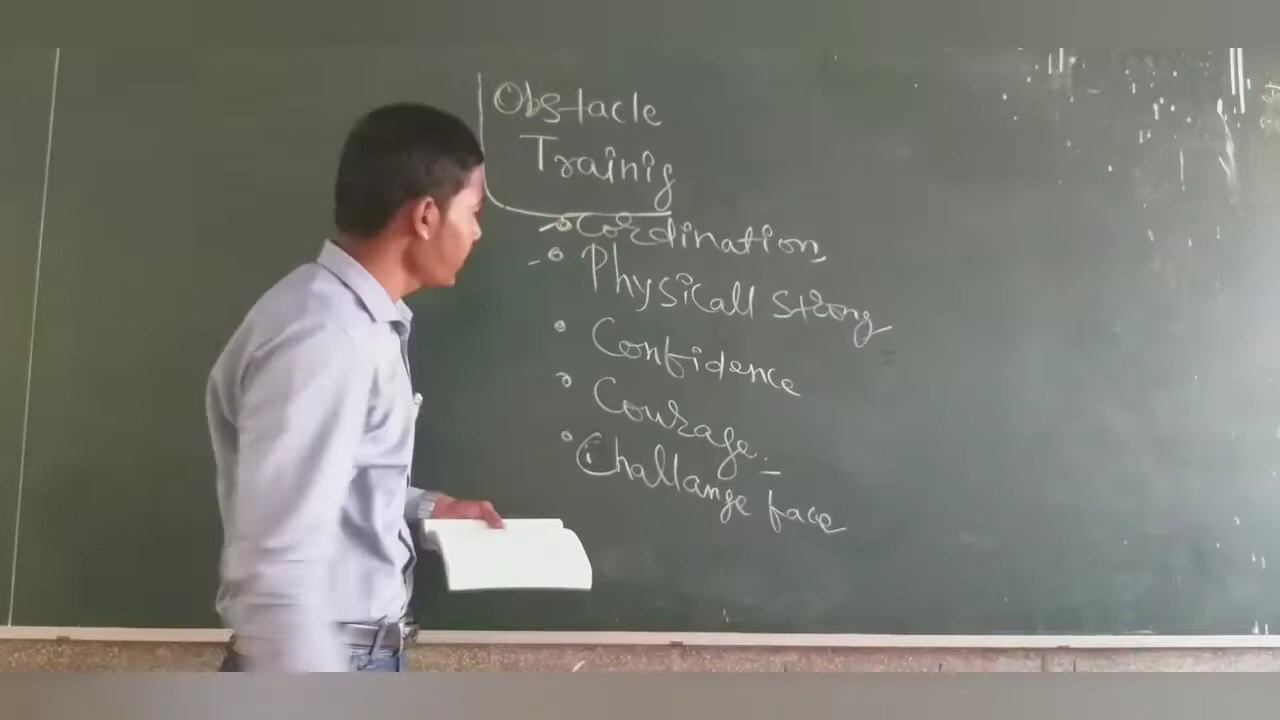 Obstacle
Trainig
Cordination
Physicall strong
Confidence
Courage
Challange face